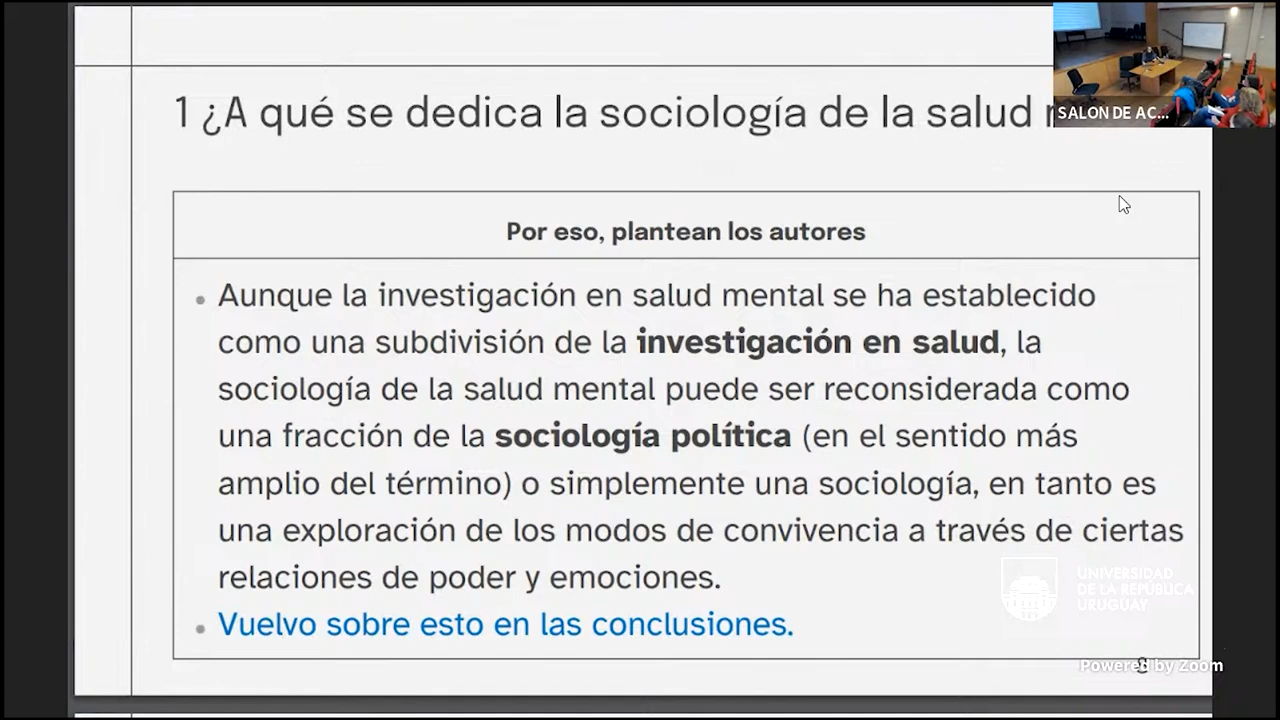 1 ¿A qué se dedica la sociología de la salud
SALON DE AC...
Por eso, plantean los autores
• Aunque la investigación en salud mental se ha establecido
como una subdivisión de la investigación en salud, la
sociología de la salud mental puede ser reconsiderada como
una fracción de la sociología política (en el sentido más
amplio del término) o simplemente una sociología, en tanto es
una exploración de los modos de convivencia a través de ciertas
relaciones de poder y emociones.
• Vuelvo sobre esto en las conclusiones.
UNIVERSIDAD
DE LA REPÚBLICA
URUGUAY
Powered by Zoom